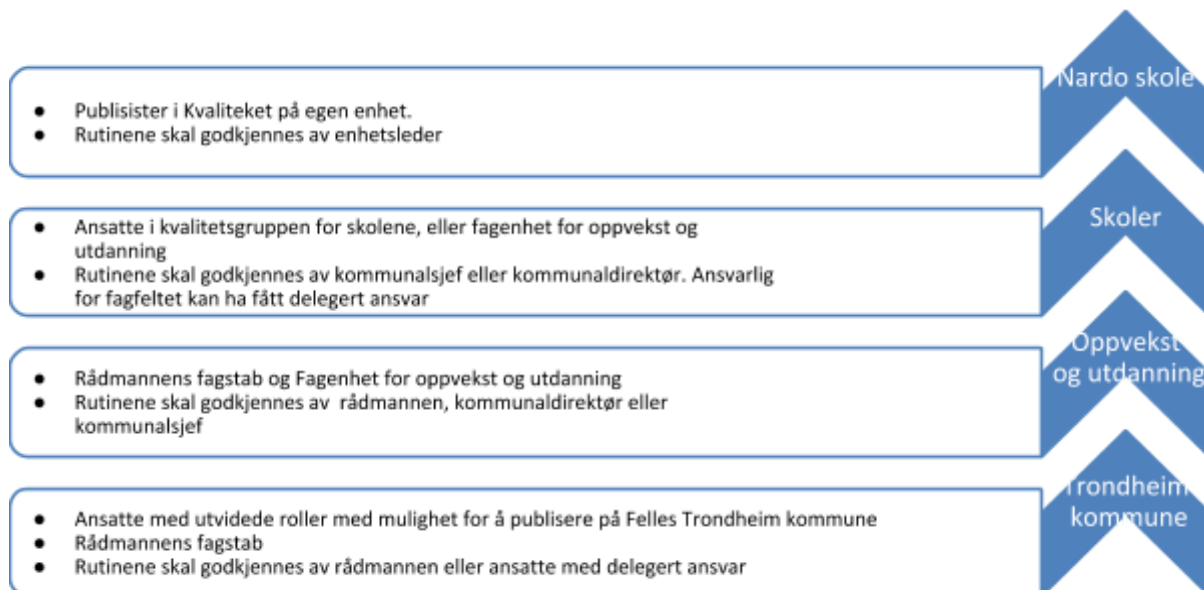 Nardo skole
● Publisister i Kvaliteket på egen enhet.
● Rutinene skal godkjennes av enhetsleder
Skoler
● Ansatte i kvalitetsgruppen for skolene, eller fagenhet for oppvekst og
utdanning
● Rutinene skal godkjennes av kommunalsjef eller kommunaldirektør. Ansvarlig
for fagfeltet kan ha fått delegert ansvar
Oppvekst
og utdanning
● Rådmannens fagstab og Fagenhet for oppvekst og utdanning
● Rutinene skal godkjennes av rådmannen, kommunaldirektør eller
kommunalsjef
Trondheim
kommune
● Ansatte med utvidede roller med mulighet for å publisere på Felles Trondheim kommune
● Rådmannens fagstab
● Rutinene skal godkjennes av rådmannen eller ansatte med delegert ansvar